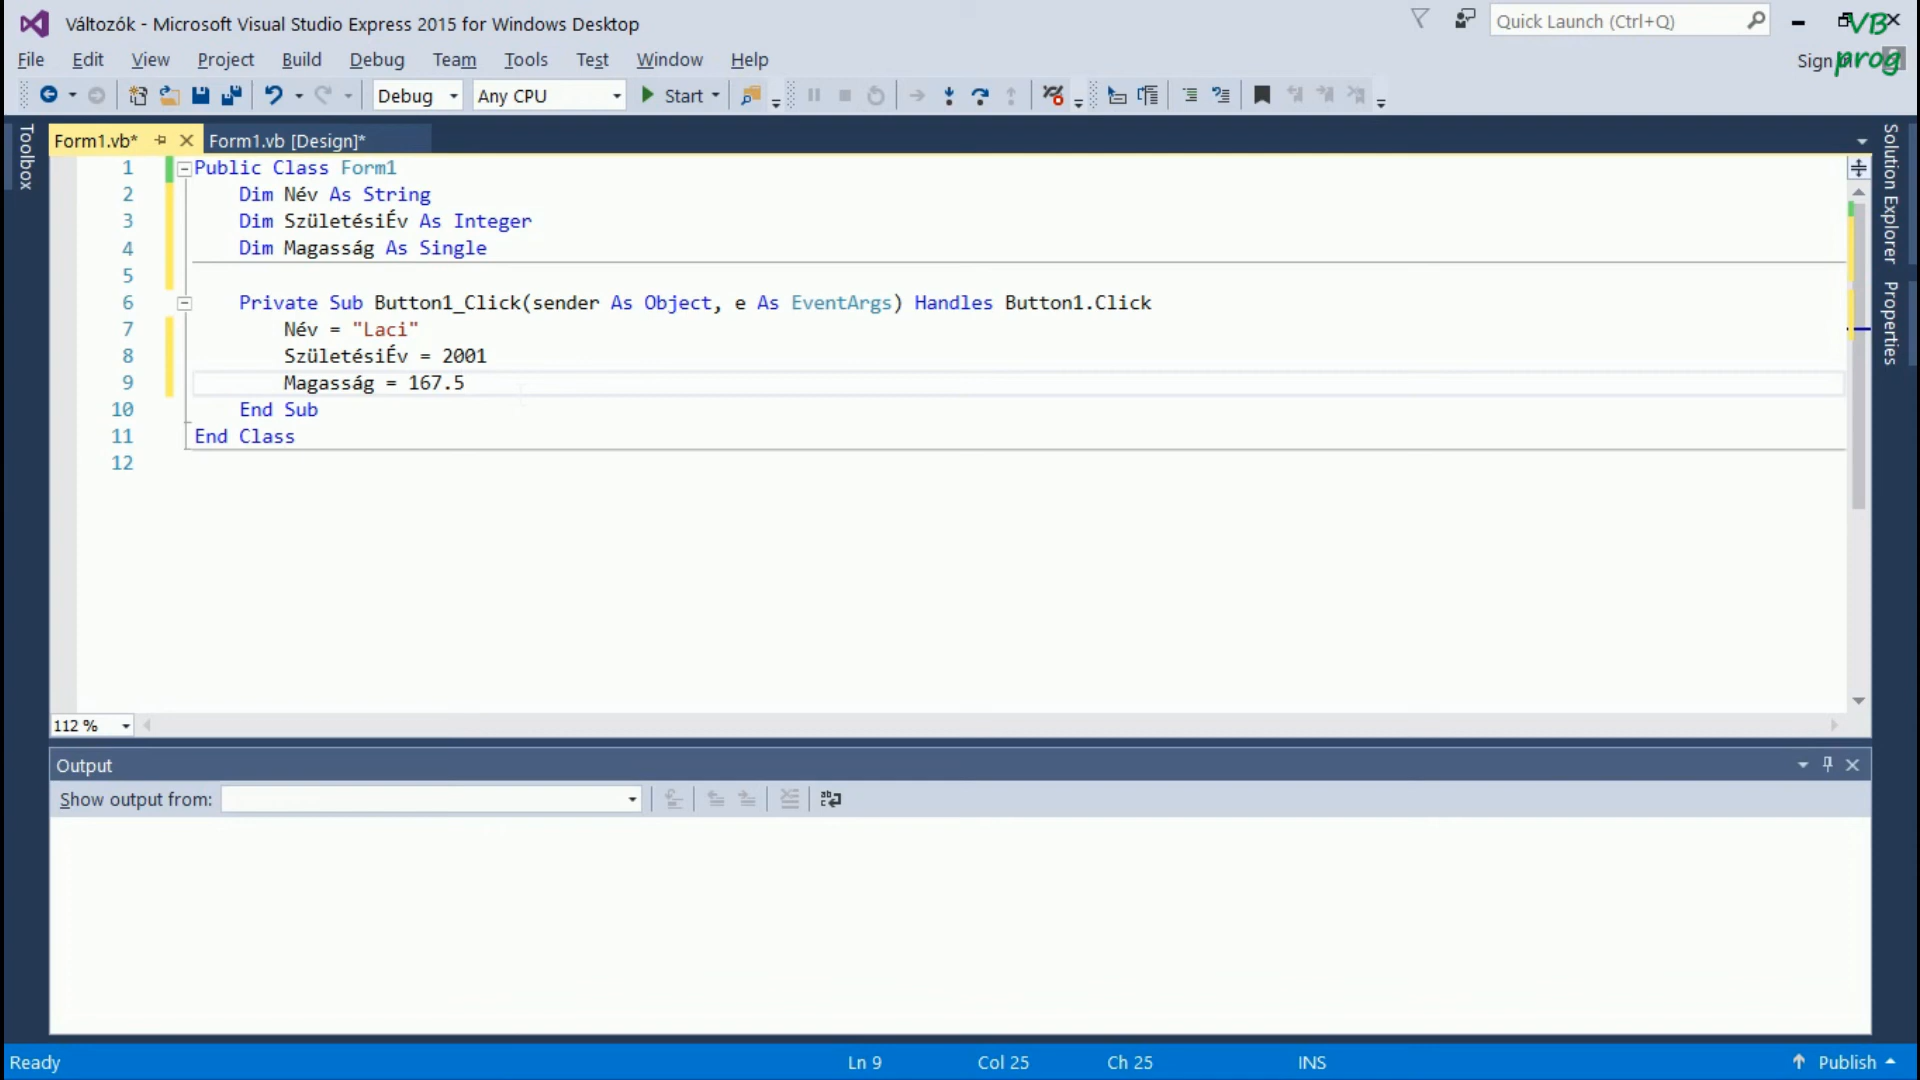 Változók - Microsoft Visual Studio Express 2015 for Windows Desktop
Quick Launch (Ctrl+Q)
VB
prog
File Edit View Project Build Debug Team Tools Test Window Help
Sign
Debug Any CPU Start
Toolbox
Form1.vb* Form1.vb [Design]*
Solution Explorer
Properties
1 Public Class Form1
2 Dim Név As String
3 Dim SzületésiÉv As Integer
4 Dim Magasság As Single
5
6 Private Sub Button1_Click(sender As Object, e As EventArgs) Handles Button1.Click
7 Név = "Laci"
8 SzületésiÉv = 2001
9 Magasság = 167.5
10 End Sub
11 End Class
12
112 %
Output
Show output from:
Ready Ln 9 Col 25 Ch 25 INS Publish